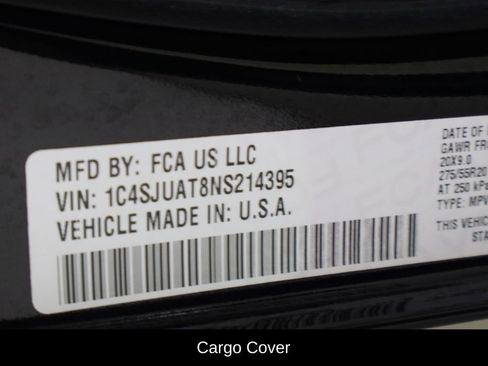 MFD BY: FCA US LLC
VIN: 1C4SJUAT8NS214395
VEHICLE MADE IN: U.S.A.
DATE OF
GAWR FR
20X9.0
275/55R20
AT 250 kPa
TYPE: MPV
THIS VEHIC
STA
Cargo Cover